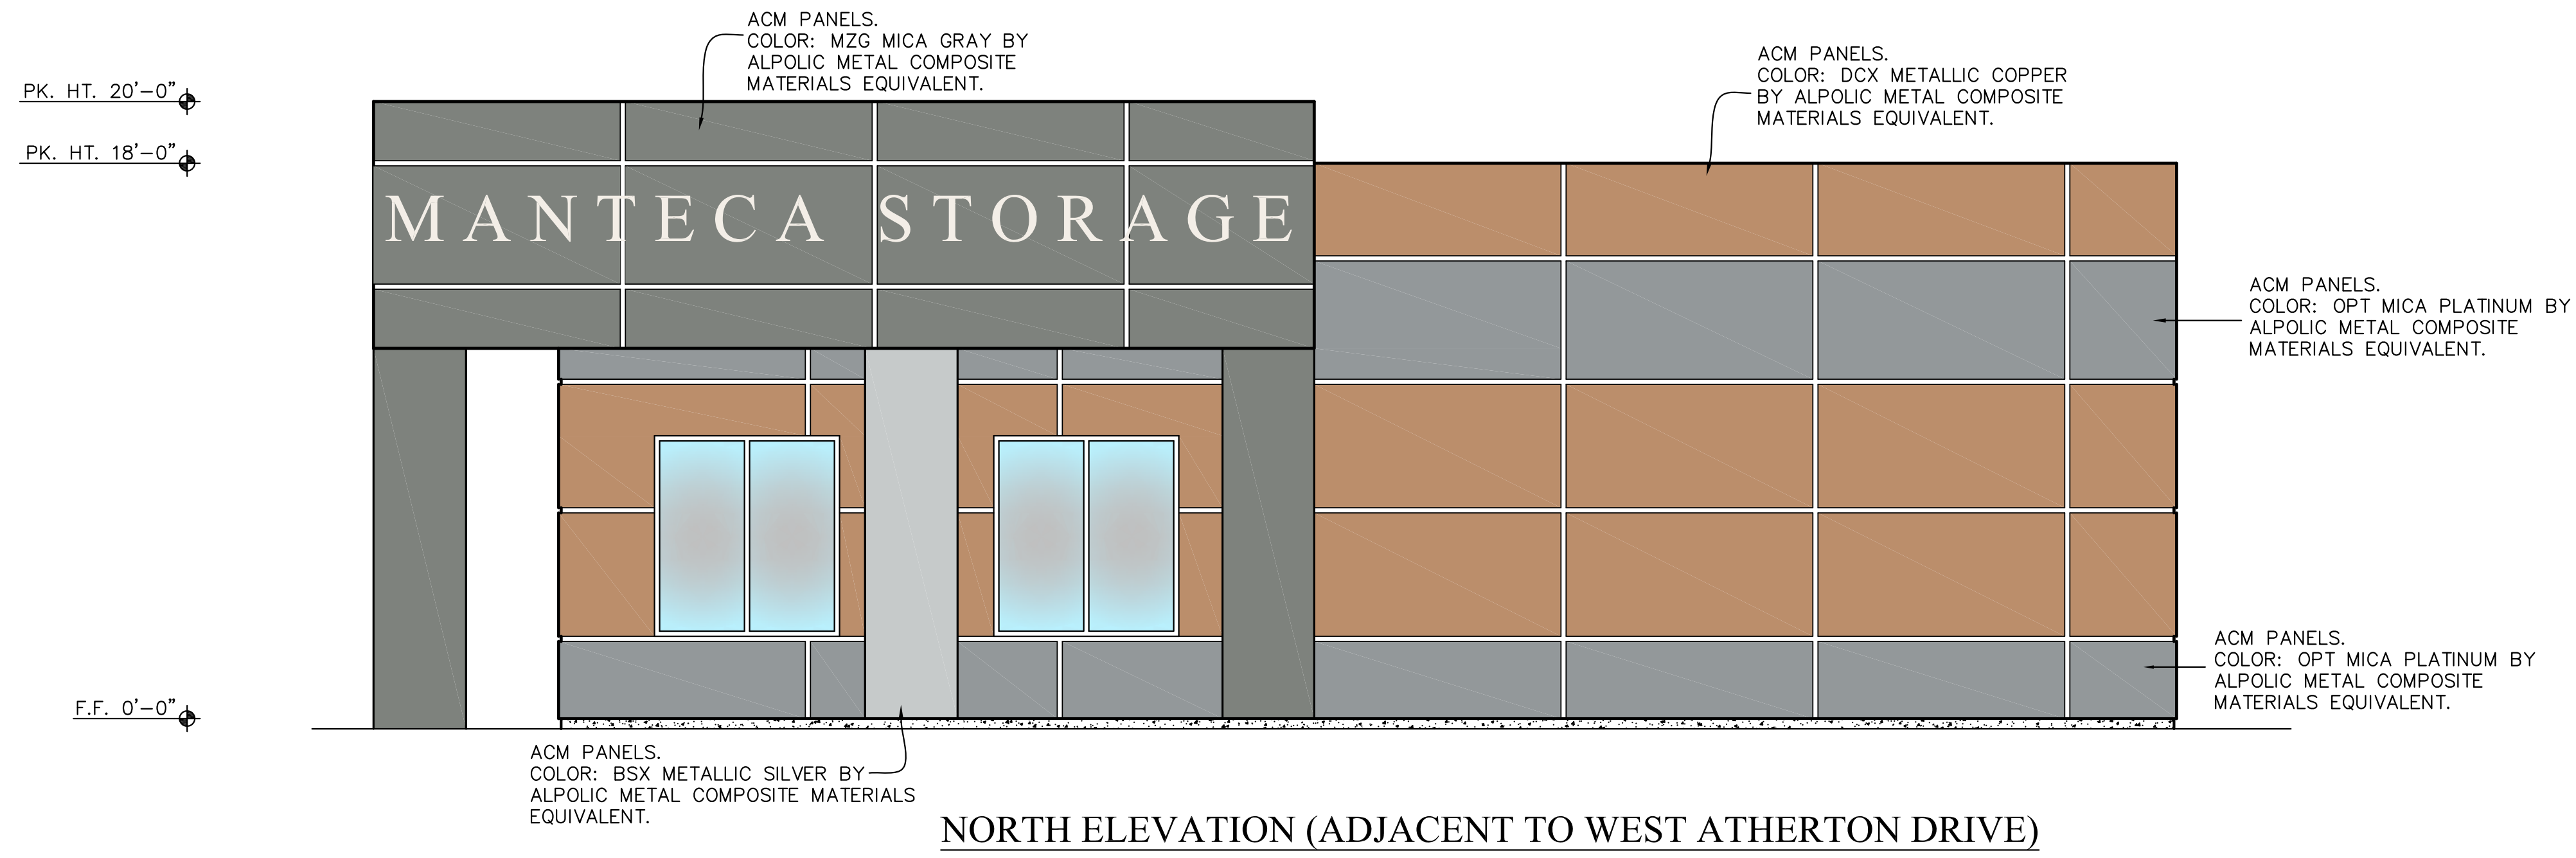 ACM PANELS.
COLOR: MZG MICA GRAY BY
ALPOLIC METAL COMPOSITE
MATERIALS EQUIVALENT.
ACM PANELS.
COLOR: DCX METALLIC COPPER
BY ALPOLIC METAL COMPOSITE
MATERIALS EQUIVALENT.
PK. HT. 20'-0"
PK. HT. 18'-0"
MANTECA STORAGE
ACM PANELS.
COLOR: OPT MICA PLATINUM BY
ALPOLIC METAL COMPOSITE
MATERIALS EQUIVALENT.
ACM PANELS.
COLOR: OPT MICA PLATINUM BY
ALPOLIC METAL COMPOSITE
MATERIALS EQUIVALENT.
F.F. 0'-0"
ACM PANELS.
COLOR: BSX METALLIC SILVER BY
ALPOLIC METAL COMPOSITE MATERIALS
EQUIVALENT.
NORTH ELEVATION (ADJACENT TO WEST ATHERTON DRIVE)